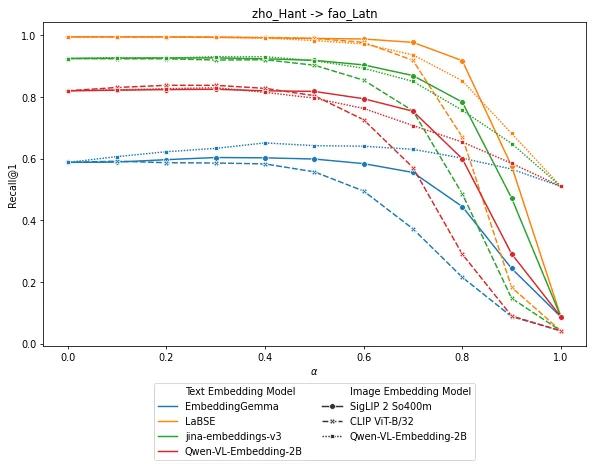 zho_Hant -> fao_Latn
1.0
0.8
0.6
0.4
0.2
0.0
Recall@1
0.0 0.2 0.4 0.6 0.8 1.0
α
Text Embedding Model Image Embedding Model
EmbeddingGemma SigLIP 2 So400m
LaBSE CLIP ViT-B/32
jina-embeddings-v3 Qwen-VL-Embedding-2B
Qwen-VL-Embedding-2B